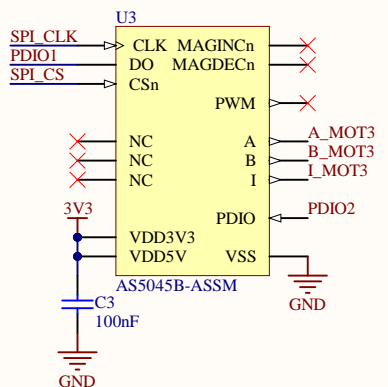 U3
SPI_CLK
CLK
MAGINCn
PDIO1
DO
MAGDECn
SPI_CS
CSn
PWM
NC
A
A_MOT3
NC
B
B_MOT3
NC
I
I_MOT3
3V3
PDIO
PDIO2
VDD3V3
VDD5V
VSS
AS5045B-ASSM
C3
100nF
GND
GND